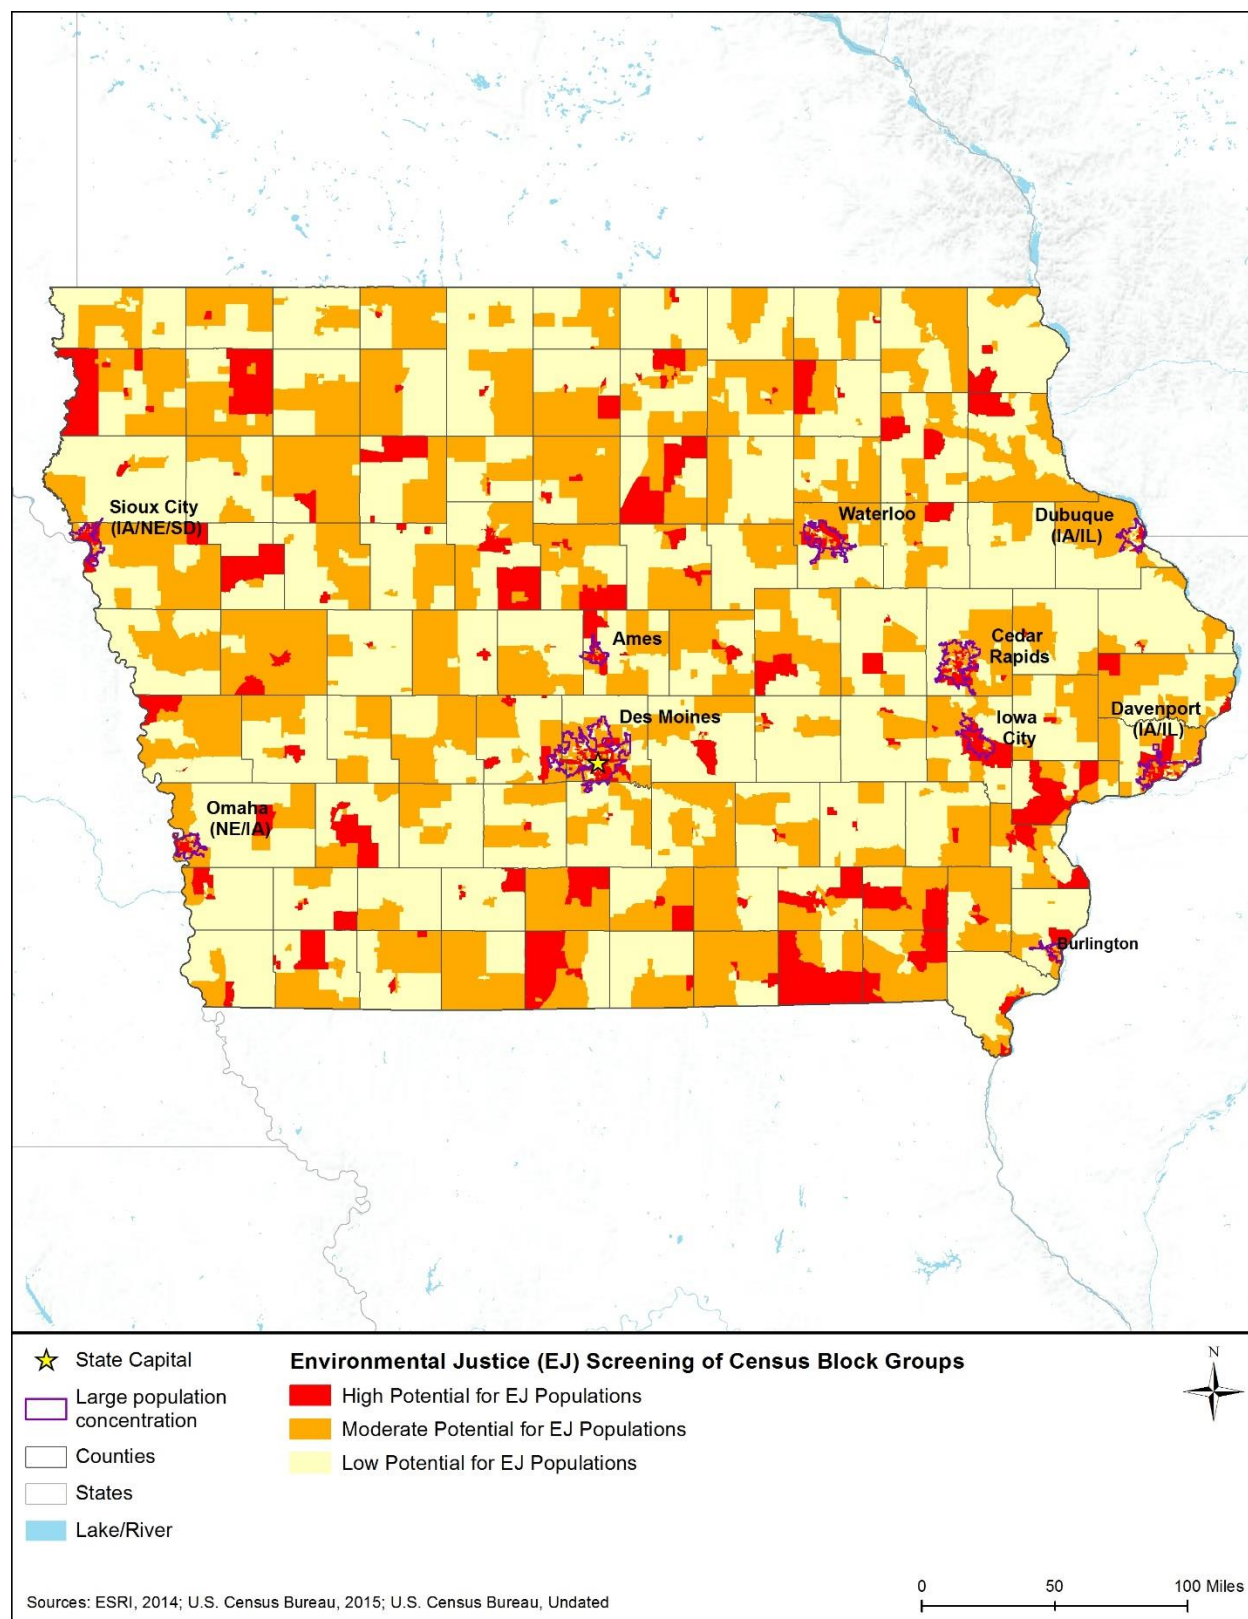 Sioux City
(IA/NE/SD)
Waterloo
Dubuque
(IA/IL)
Ames
Cedar
Rapids
Des Moines
Iowa
City
Davenport
(IA/IL)
Omaha
(NE/IA)
Burlington
State Capital
Large population
concentration
Counties
States
Lake/River
Environmental Justice (EJ) Screening of Census Block Groups
High Potential for EJ Populations
Moderate Potential for EJ Populations
Low Potential for EJ Populations
N
0 50 100 Miles
Sources: ESRI, 2014; U.S. Census Bureau, 2015; U.S. Census Bureau, Undated